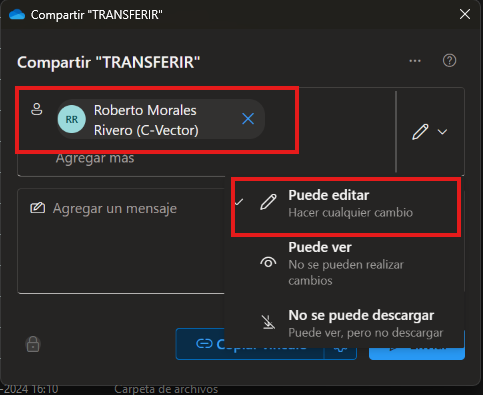 Compartir "TRANSFERIR"
Compartir "TRANSFERIR"
RR
Roberto Morales
Rivero (C-Vector)
Agregar más
Agregar un mensaje
Puede editar
Hacer cualquier cambio
Puede ver
No se pueden realizar
cambios
No se puede descargar
Puede ver, pero no descargar
Copiar vínculo
-2024 16:10
Carpeta de archivos